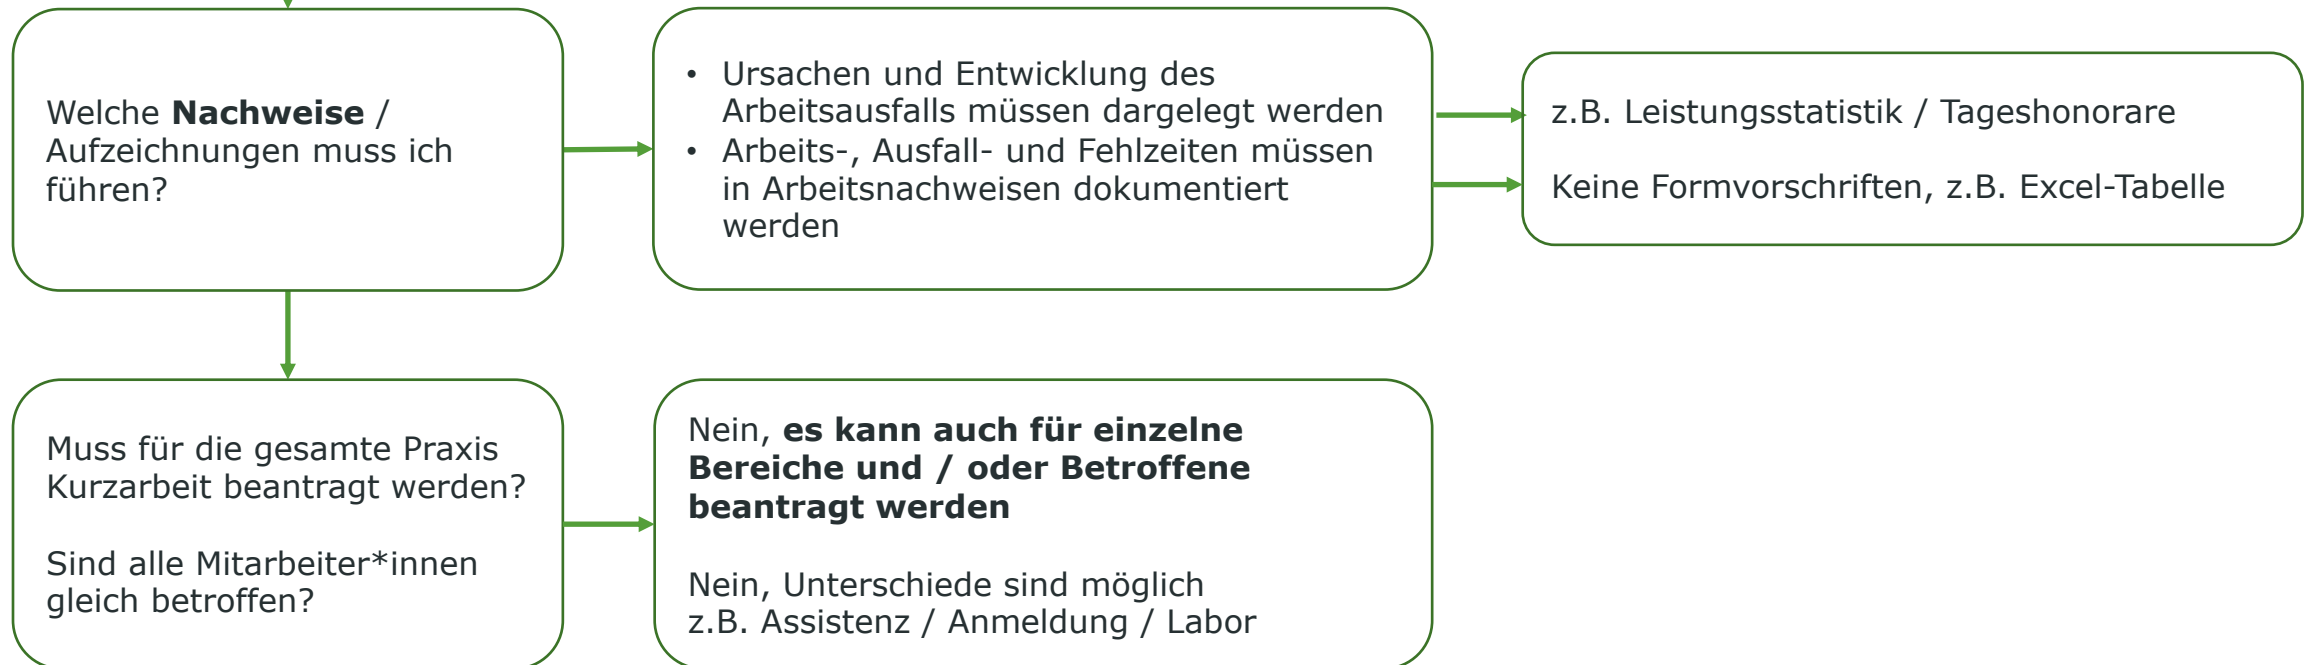 Welche Nachweise /
Aufzeichnungen muss ich
führen?
• Ursachen und Entwicklung des
Arbeitsausfalls müssen dargelegt werden
• Arbeits-, Ausfall- und Fehlzeiten müssen
in Arbeitsnachweisen dokumentiert
werden
z.B. Leistungsstatistik / Tageshonorare
Keine Formvorschriften, z.B. Excel-Tabelle
Muss für die gesamte Praxis
Kurzarbeit beantragt werden?
Sind alle Mitarbeiter*innen
gleich betroffen?
Nein, es kann auch für einzelne
Bereiche und / oder Betroffene
beantragt werden
Nein, Unterschiede sind möglich
z.B. Assistenz / Anmeldung / Labor